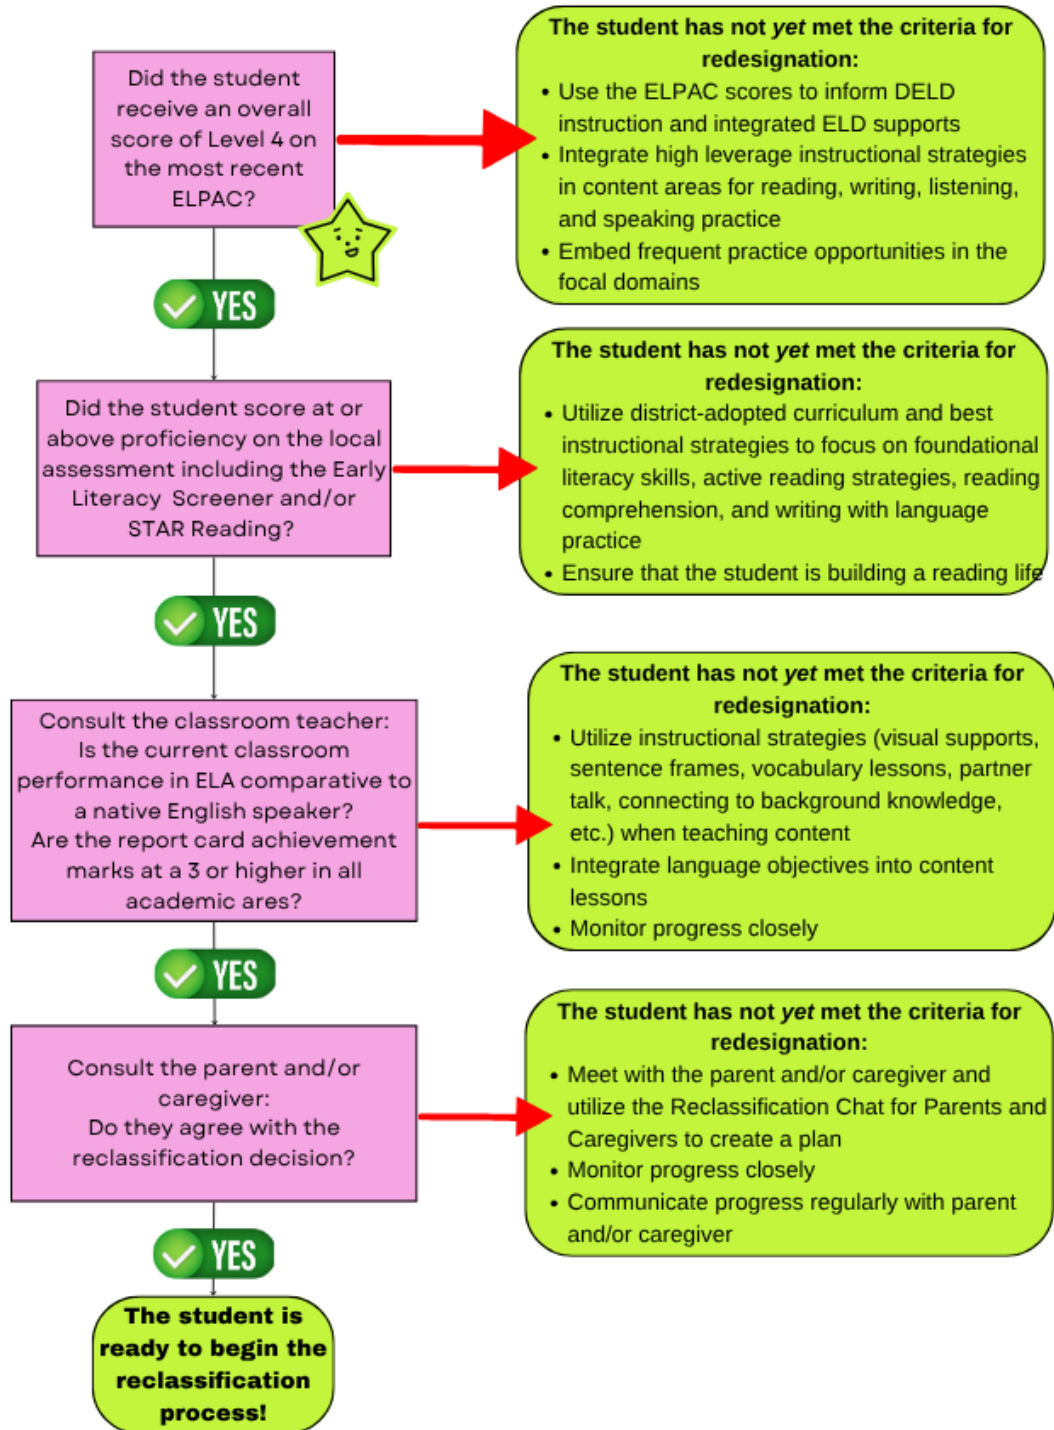 Did the student
receive an overall
score of Level 4 on
the most recent
ELPAC?
The student has not yet met the criteria for
redesignation:
• Use the ELPAC scores to inform DELD
instruction and integrated ELD supports
• Integrate high leverage instructional strategies
in content areas for reading, writing, listening,
and speaking practice
• Embed frequent practice opportunities in the
focal domains
YES
Did the student score at or
above proficiency on the local
assessment including the Early
Literacy Screener and/or
STAR Reading?
The student has not yet met the criteria for
redesignation:
• Utilize district-adopted curriculum and best
instructional strategies to focus on foundational
literacy skills, active reading strategies, reading
comprehension, and writing with language
practice
• Ensure that the student is building a reading life
YES
Consult the classroom teacher:
Is the current classroom
performance in ELA comparative to
a native English speaker?
Are the report card achievement
marks at a 3 or higher in all
academic ares?
The student has not yet met the criteria for
redesignation:
• Utilize instructional strategies (visual supports,
sentence frames, vocabulary lessons, partner
talk, connecting to background knowledge,
etc.) when teaching content
• Integrate language objectives into content
lessons
• Monitor progress closely
YES
Consult the parent and/or
caregiver:
Do they agree with the
reclassification decision?
The student has not yet met the criteria for
redesignation:
• Meet with the parent and/or caregiver and
utilize the Reclassification Chat for Parents and
Caregivers to create a plan
• Monitor progress closely
• Communicate progress regularly with parent
and/or caregiver
YES
The student is
ready to begin the
reclassification
process!